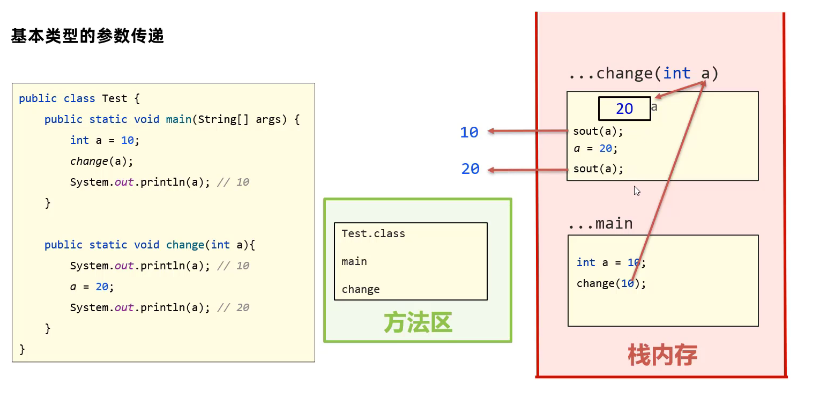 基本类型的参数传递
public class Test {
public static void main(String[] args) {
int a = 10;
change(a);
System.out.println(a); // 10
}
public static void change(int a){
System.out.println(a); // 10
a = 20;
System.out.println(a); // 20
}
}
Test.class
main
change
方法区
...change(int a)
20 a
sout(a);
a = 20;
sout(a);
10
20
...main
int a = 10;
change(10);
栈内存